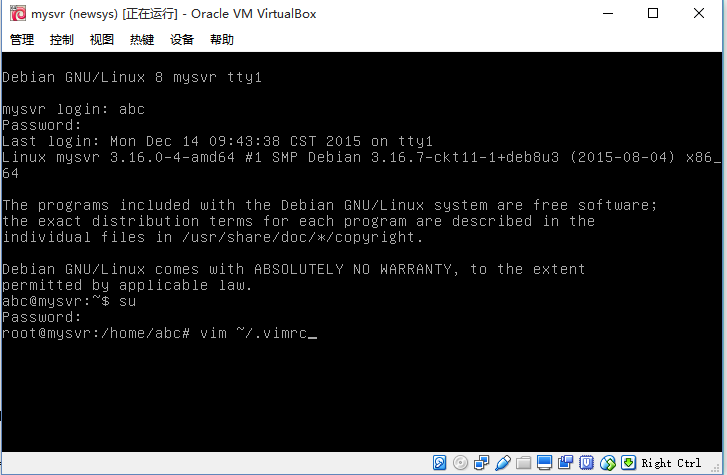 mysvr (newsys) [正在运行] - Oracle VM VirtualBox
管理 控制 视图 热键 设备 帮助
Debian GNU/Linux 8 mysvr tty1
mysvr login: abc
Password:
Last login: Mon Dec 14 09:43:38 CST 2015 on tty1
Linux mysvr 3.16.0-4-amd64 #1 SMP Debian 3.16.7-ckt11-1+deb8u3 (2015-08-04) x86_
64
The programs included with the Debian GNU/Linux system are free software;
the exact distribution terms for each program are described in the
individual files in /usr/share/doc/*/copyright.
Debian GNU/Linux comes with ABSOLUTELY NO WARRANTY, to the extent
permitted by applicable law.
abc@mysvr:~$ su
Password:
root@mysvr:/home/abc# vim ~/.vimrc_
Right Ctrl